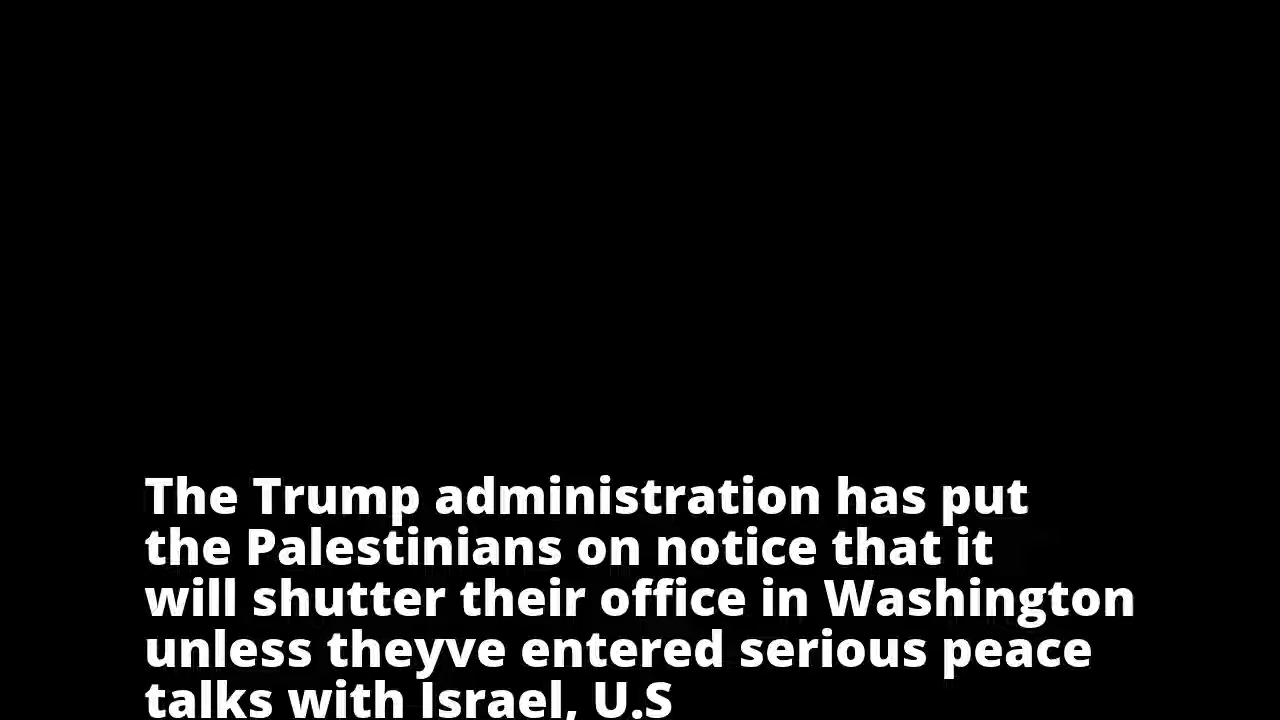 The Trump administration has put
the Palestinians on notice that it
will shutter their office in Washington
unless theyve entered serious peace
talks with Israel, U.S